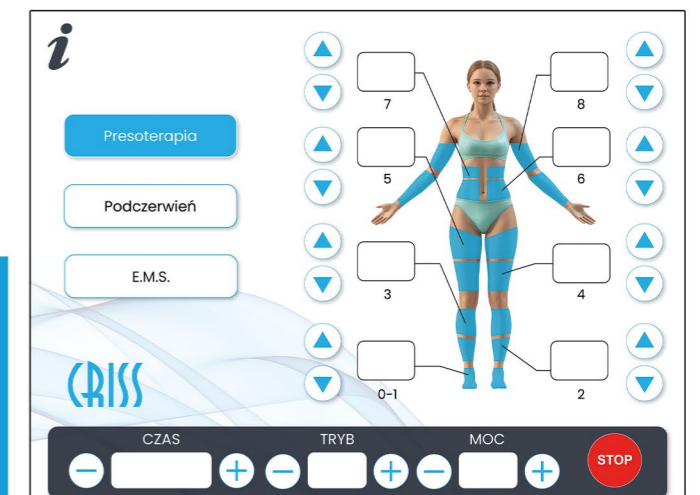 i
7
8
Presoterapia
5
6
Podczerwień
E.M.S.
3
4
CRISS
0-1
2
CZAS
TRYB
MOC
STOP